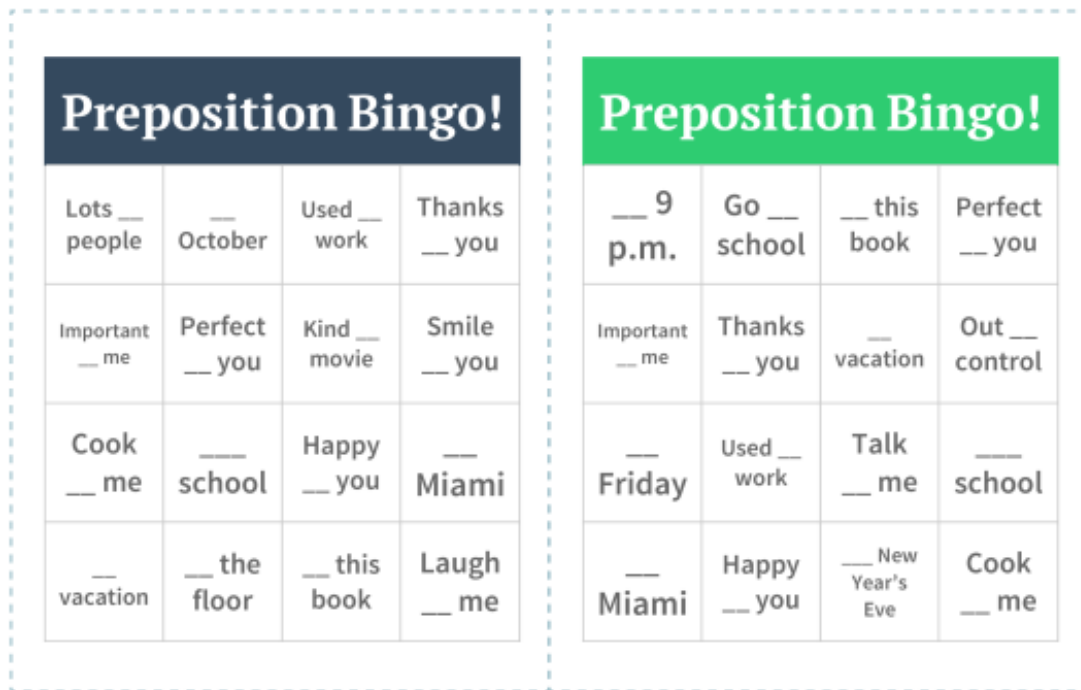 Preposition Bingo!
Lots __
people
__
October
Used __
work
Thanks
__ you
Important
__ me
Perfect
__ you
Kind __
movie
Smile
__ you
Cook
__ me
___
school
Happy
__ you
__
Miami
__
vacation
__ the
floor
__ this
book
Laugh
__ me
Preposition Bingo!
__ 9
p.m.
Go __
school
__ this
book
Perfect
__ you
Important
__ me
Thanks
__ you
__
vacation
Out __
control
__
Friday
Used __
work
Talk
__ me
___
school
__
Miami
Happy
__ you
___ New
Year's
Eve
Cook
__ me